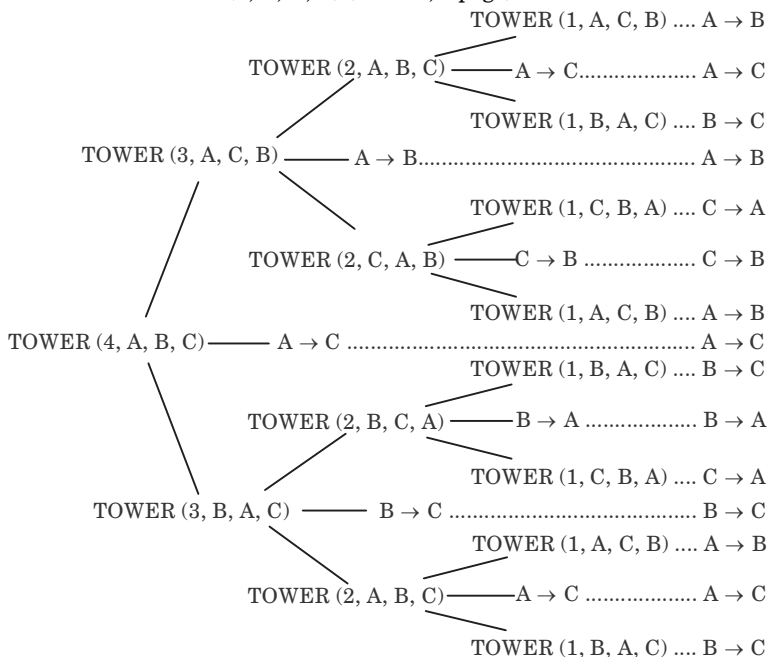 TOWER (1, A, C, B) .... A → B
TOWER (2, A, B, C) A → C.................... A → C
TOWER (1, B, A, C) .... B → C
TOWER (3, A, C, B) A → B................................................ A → B
TOWER (1, C, B, A) .... C → A
TOWER (2, C, A, B) C → B ................... C → B
TOWER (1, A, C, B) .... A → B
TOWER (4, A, B, C) A → C ............................................................ A → C
TOWER (1, B, A, C) .... B → C
TOWER (2, B, C, A) B → A ................... B → A
TOWER (1, C, B, A) .... C → A
TOWER (3, B, A, C) B → C .......................................... B → C
TOWER (1, A, C, B) .... A → B
TOWER (2, A, B, C) A → C ................... A → C
TOWER (1, B, A, C) .... B → C